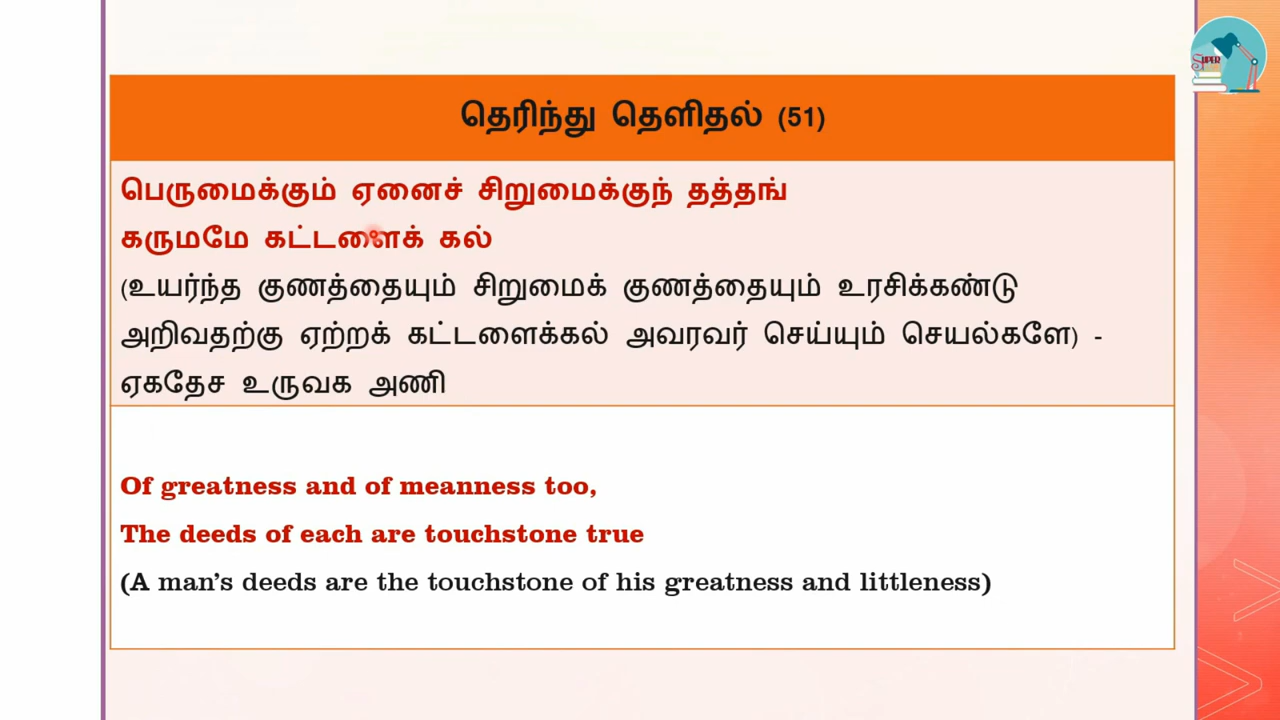 SUPER
தெரிந்து தெளிதல் (51)
பெருமைக்கும் ஏனைச் சிறுமைக்குந் தத்தங்
கருமமே கட்டளைக் கல்
(உயர்ந்த குணத்தையும் சிறுமைக் குணத்தையும் உரசிக்கண்டு
அறிவதற்கு ஏற்றக் கட்டளைக்கல் அவரவர் செய்யும் செயல்களே) -
ஏகதேச உருவக அணி
Of greatness and of meanness too,
The deeds of each are touchstone true
(A man’s deeds are the touchstone of his greatness and littleness)